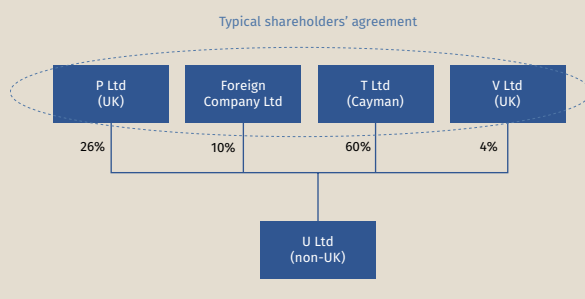 Typical shareholders’ agreement
P Ltd
(UK)
Foreign
Company Ltd
T Ltd
(Cayman)
V Ltd
(UK)
26%
10%
60%
4%
U Ltd
(non-UK)